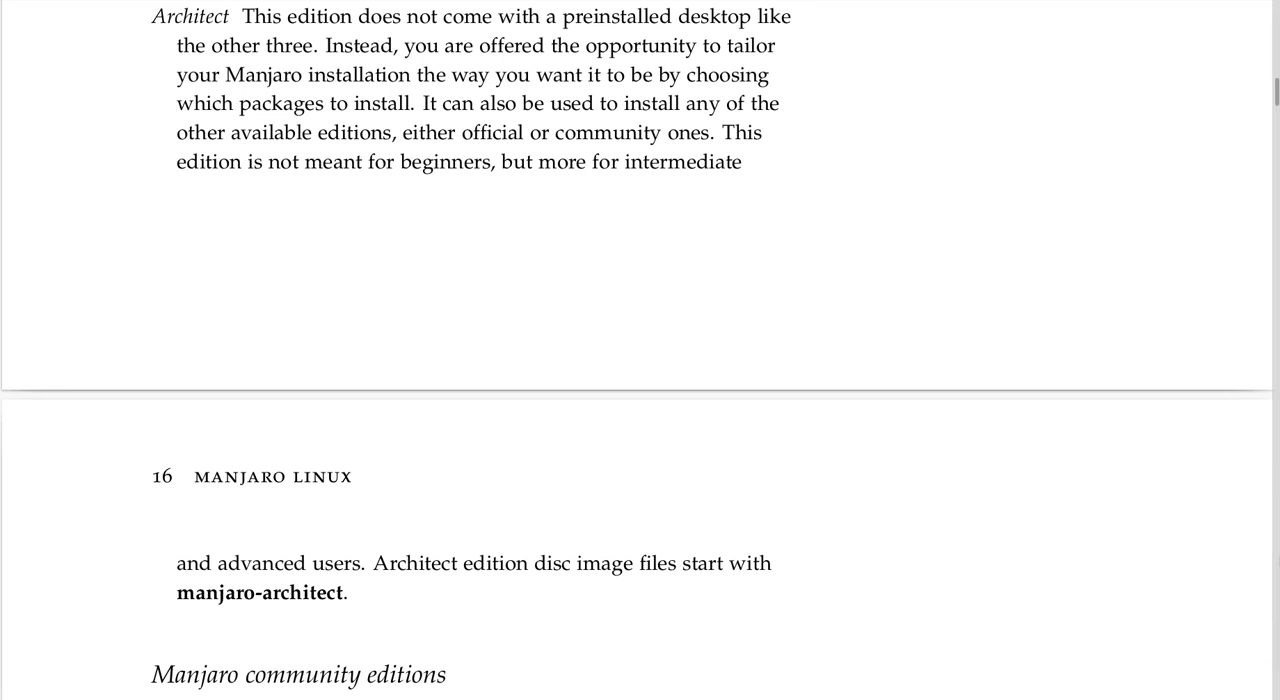 Architect This edition does not come with a preinstalled desktop like
the other three. Instead, you are offered the opportunity to tailor
your Manjaro installation the way you want it to be by choosing
which packages to install. It can also be used to install any of the
other available editions, either official or community ones. This
edition is not meant for beginners, but more for intermediate
16 MANJARO LINUX
and advanced users. Architect edition disc image files start with
manjaro-architect.
Manjaro community editions